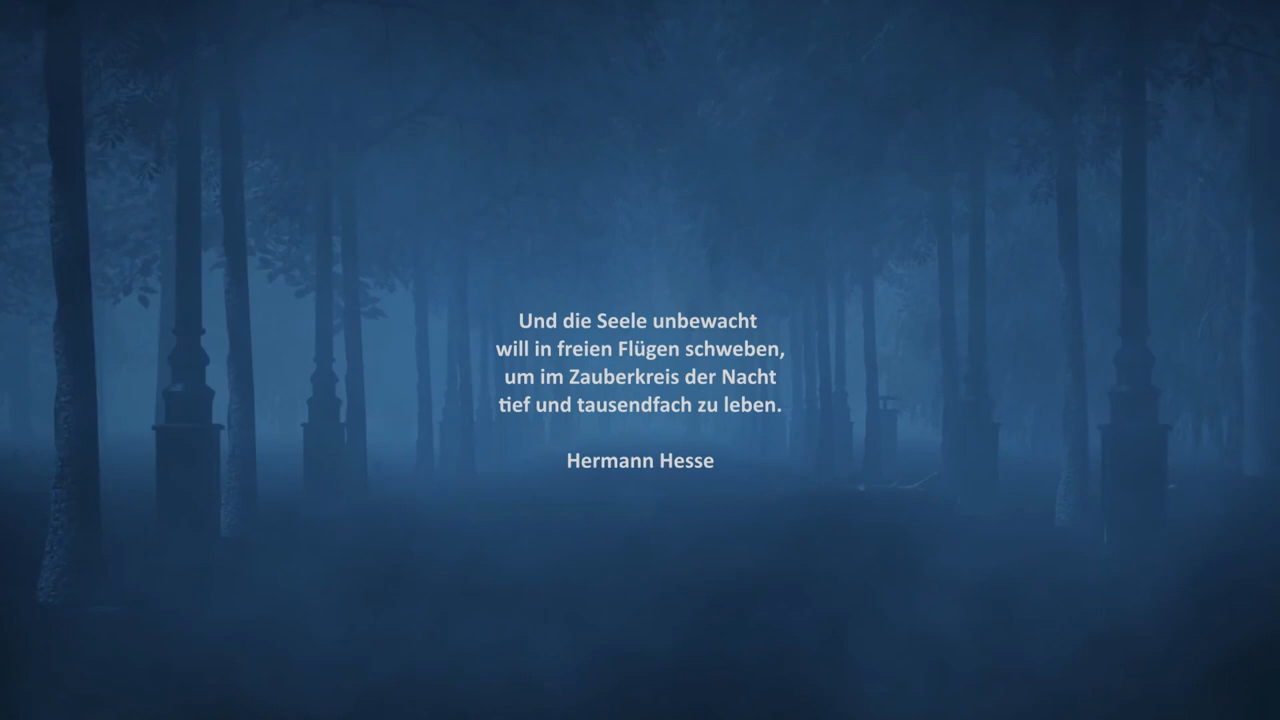 Und die Seele unbewacht
will in freien Flügen schweben,
um im Zauberkreis der Nacht
tief und tausendfach zu leben.
Hermann Hesse